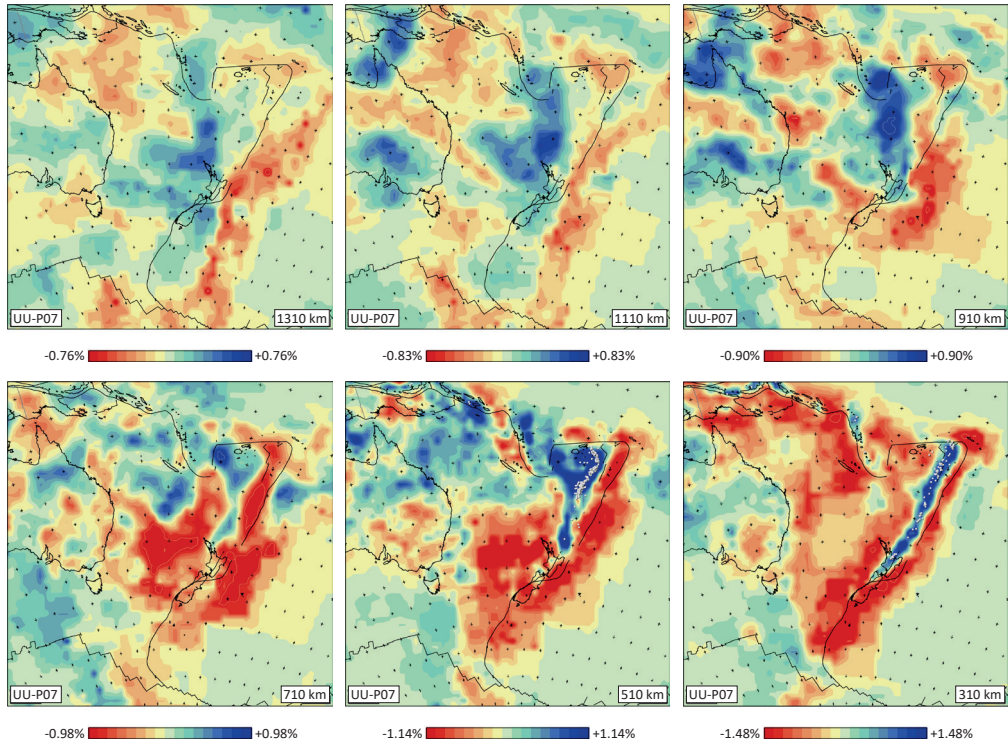 UU-P07 1310 km
UU-P07 1110 km
UU-P07 910 km
-0.76% +0.76%
-0.83% +0.83%
-0.90% +0.90%
UU-P07 710 km
UU-P07 510 km
UU-P07 310 km
-0.98% +0.98%
-1.14% +1.14%
-1.48% +1.48%